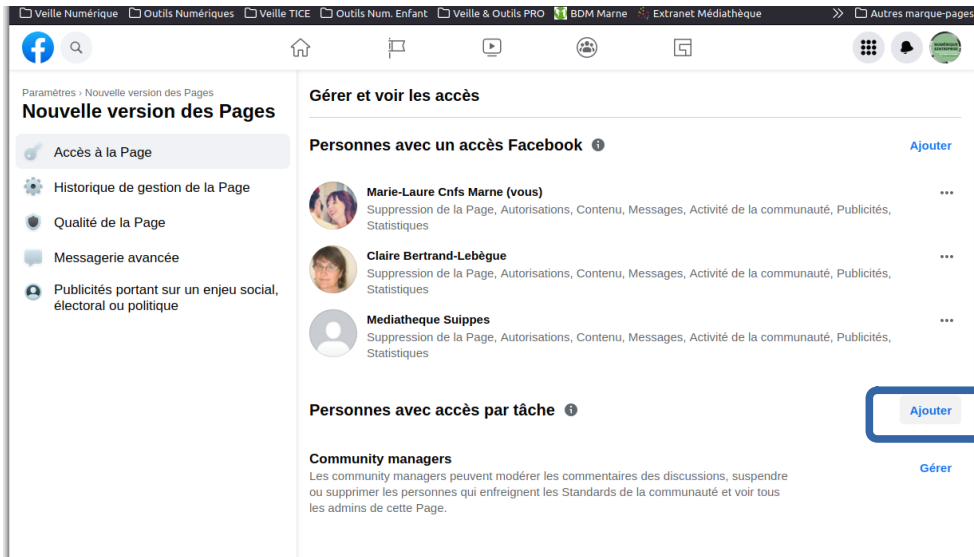 Veille Numérique Outils Numériques Veille TICE Outils Num. Enfant Veille & Outils PRO BDM Marne Extranet Médiathèque Autres marque-pages
Paramètres › Nouvelle version des Pages
Nouvelle version des Pages
Accès à la Page
Historique de gestion de la Page
Qualité de la Page
Messagerie avancée
Publicités portant sur un enjeu social,
électoral ou politique
Gérer et voir les accès
Personnes avec un accès Facebook
Ajouter
Marie-Laure Cnfs Marne (vous)
Suppression de la Page, Autorisations, Contenu, Messages, Activité de la communauté, Publicités,
Statistiques
Claire Bertrand-Lebègue
Suppression de la Page, Autorisations, Contenu, Messages, Activité de la communauté, Publicités,
Statistiques
Mediatheque Suippes
Suppression de la Page, Autorisations, Contenu, Messages, Activité de la communauté, Publicités,
Statistiques
Personnes avec accès par tâche
Ajouter
Community managers
Gérer
Les community managers peuvent modérer les commentaires des discussions, suspendre
ou supprimer les personnes qui enfreignent les Standards de la communauté et voir tous
les admins de cette Page.